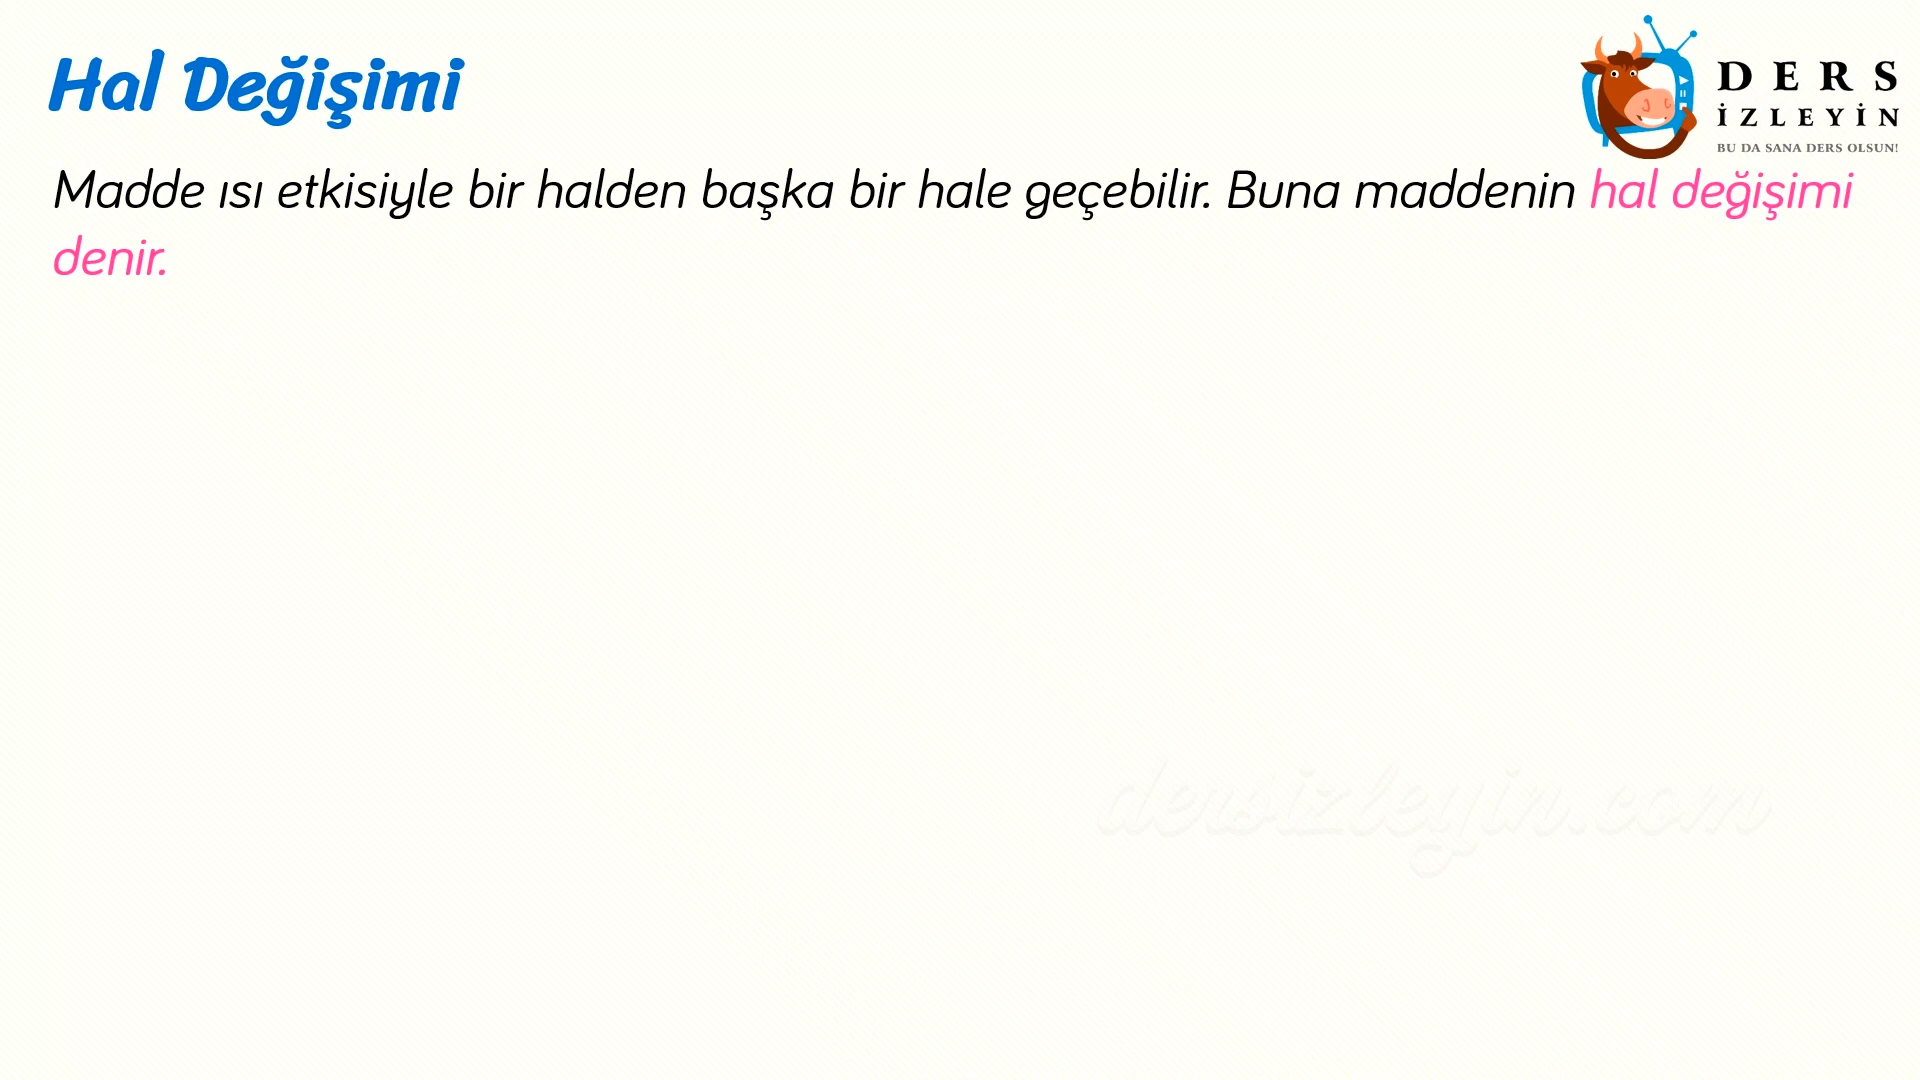 Hal Değişimi
DERS
İZLEYİN
BU DA SANA DERS OLSUN!
Madde ısı etkisiyle bir halden başka bir hale geçebilir. Buna maddenin hal değişimi
denir.
dersizleyin.com